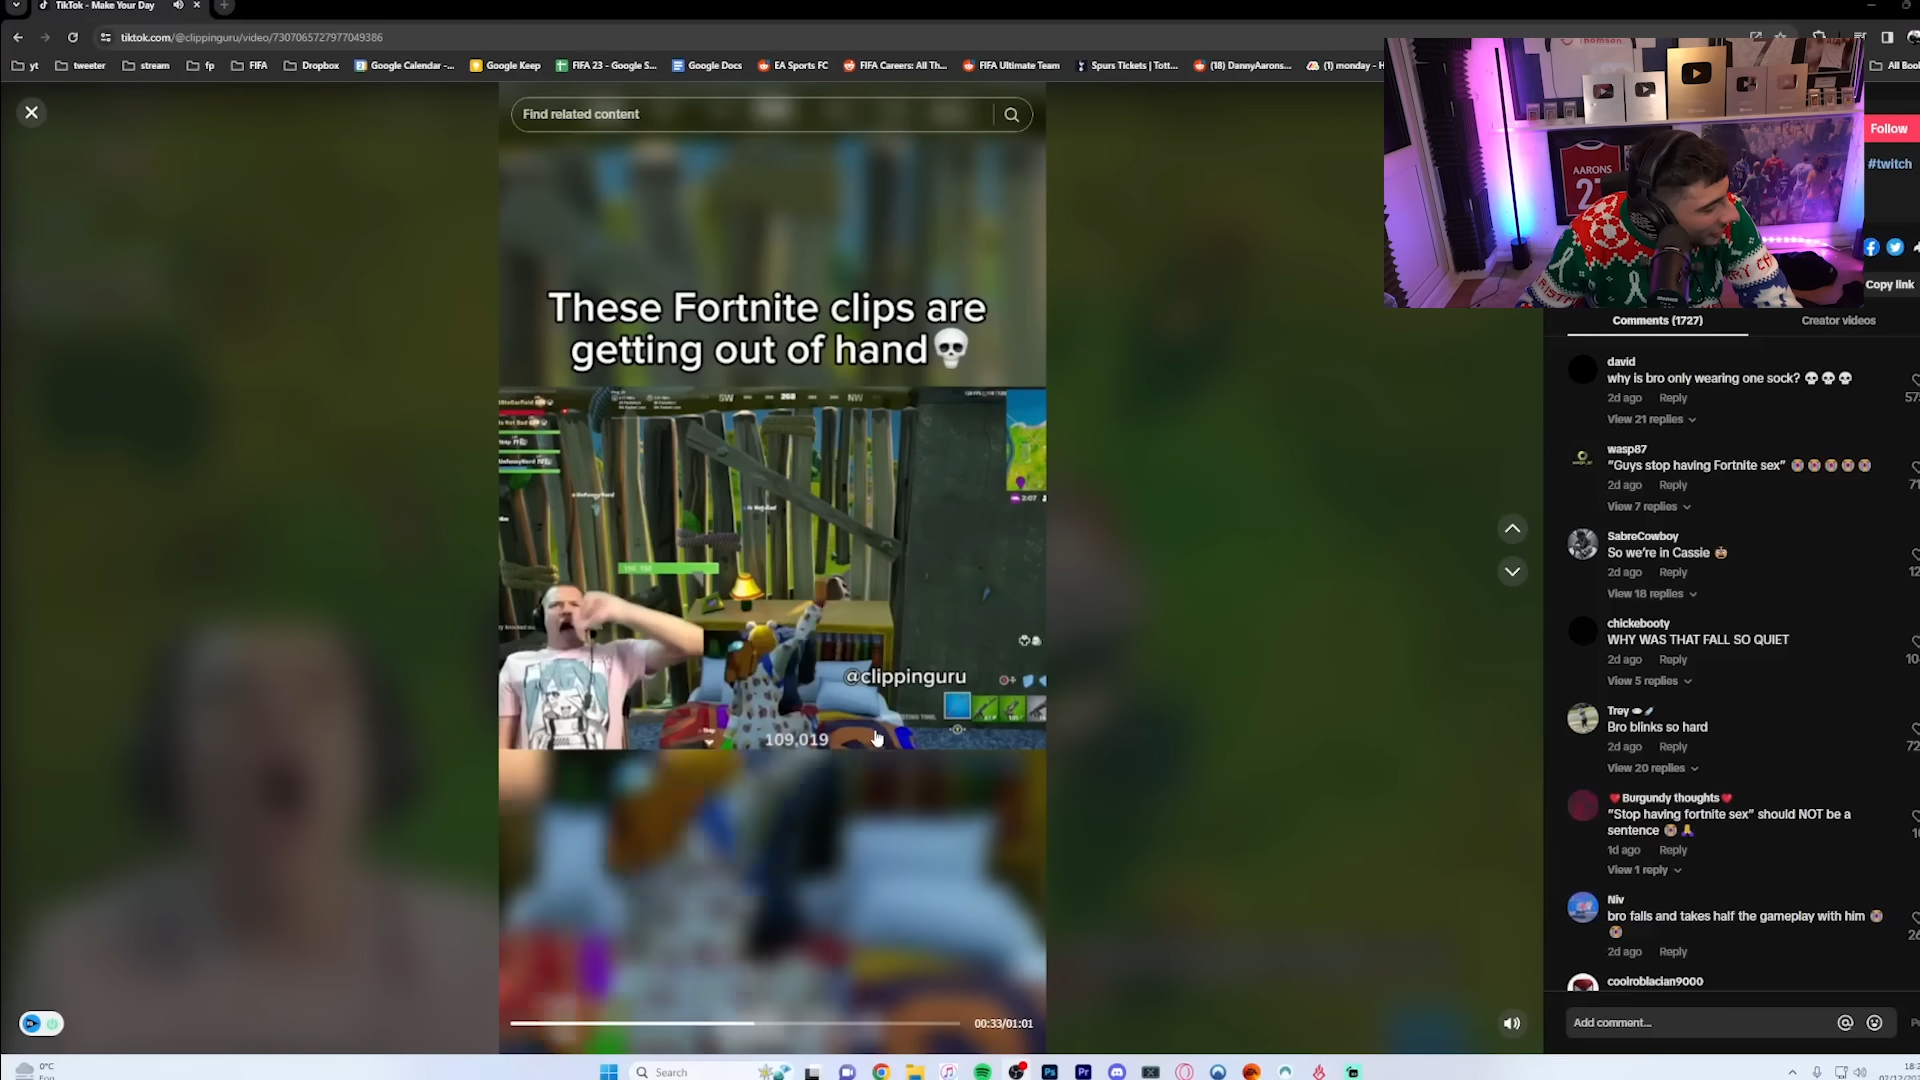 TikTok - Make Your Day
tiktok.com/@clippinguru/video/7307065727977049386
yt
tweeter
stream
fp
FIFA
Dropbox
Google Calendar -...
Google Keep
FIFA 23 - Google S...
Google Docs
EA Sports FC
FIFA Careers: All Th...
FIFA Ultimate Team
Spurs Tickets | Tott...
(18) DannyAarons...
(1) monday - H
All Boo
Find related content
These Fortnite clips are
getting out of hand💀
SW
268
NW
2:07
@clippinguru
109,019
00:33/01:01
AARONS
Follow
#twitch
Copy link
Comments (1727)
Creator videos
david
why is bro only wearing one sock? 💀💀💀
2d ago Reply
View 21 replies
wasp87
"Guys stop having Fortnite sex" 😭😭😭😭😭
2d ago Reply
View 7 replies
SabreCowboy
So we're in Cassie
2d ago Reply
View 18 replies
chickebooty
WHY WAS THAT FALL SO QUIET
2d ago Reply
View 5 replies
Trey
Bro blinks so hard
2d ago Reply
View 20 replies
❤️Burgundy thoughts❤️
"Stop having fortnite sex" should NOT be a
sentence 😭🙏
1d ago Reply
View 1 reply
Niv
bro falls and takes half the gameplay with him 😭
😭
2d ago Reply
coolroblacian9000
Add comment...
0°C
Search